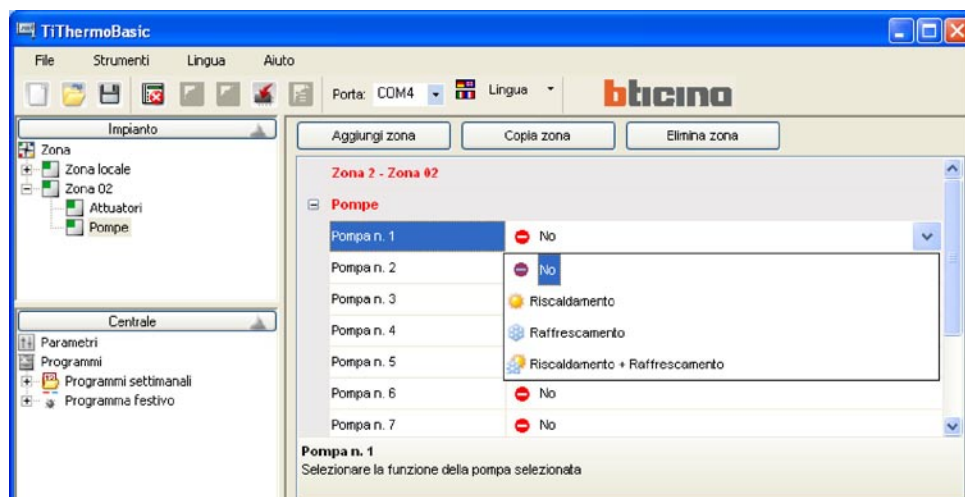 TiThermoBasic
File Strumenti Lingua Aiuto
Porta: COM4 Lingua bticino
Impianto
Zona
Zona locale
Zona 02
Attuatori
Pompe
Centrale
Parametri
Programmi
Programmi settimanali
Programma festivo
Aggiungi zona Copia zona Elimina zona
Zona 2 - Zona 02
Pompe
Pompa n. 1 No
Pompa n. 2 No
Pompa n. 3 Riscaldamento
Pompa n. 4 Raffrescamento
Pompa n. 5 Riscaldamento + Raffrescamento
Pompa n. 6 No
Pompa n. 7 No
Pompa n. 1
Selezionare la funzione della pompa selezionata